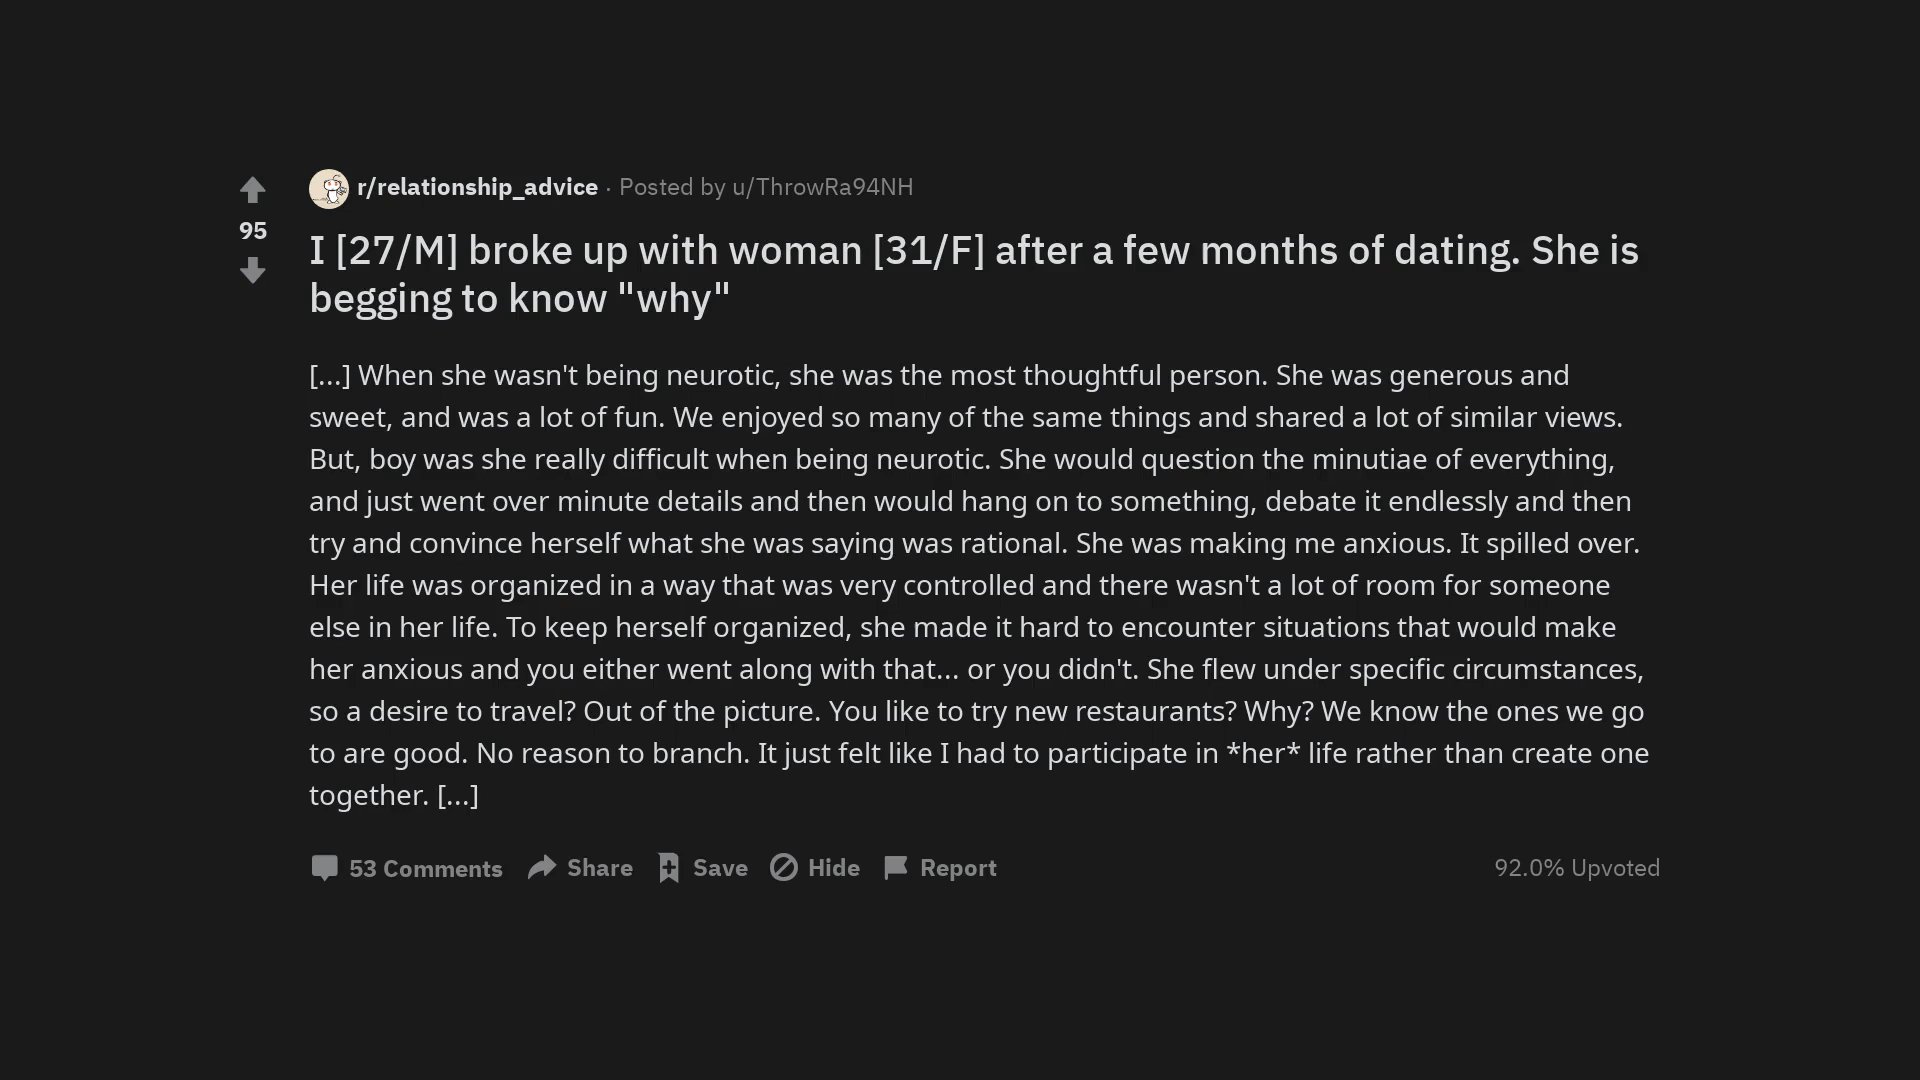 r/relationship_advice · Posted by u/ThrowRa94NH
95
I [27/M] broke up with woman [31/F] after a few months of dating. She is
begging to know "why"
[...] When she wasn't being neurotic, she was the most thoughtful person. She was generous and
sweet, and was a lot of fun. We enjoyed so many of the same things and shared a lot of similar views.
But, boy was she really difficult when being neurotic. She would question the minutiae of everything,
and just went over minute details and then would hang on to something, debate it endlessly and then
try and convince herself what she was saying was rational. She was making me anxious. It spilled over.
Her life was organized in a way that was very controlled and there wasn't a lot of room for someone
else in her life. To keep herself organized, she made it hard to encounter situations that would make
her anxious and you either went along with that... or you didn't. She flew under specific circumstances,
so a desire to travel? Out of the picture. You like to try new restaurants? Why? We know the ones we go
to are good. No reason to branch. It just felt like I had to participate in *her* life rather than create one
together. [...]
53 Comments Share Save Hide Report 92.0% Upvoted